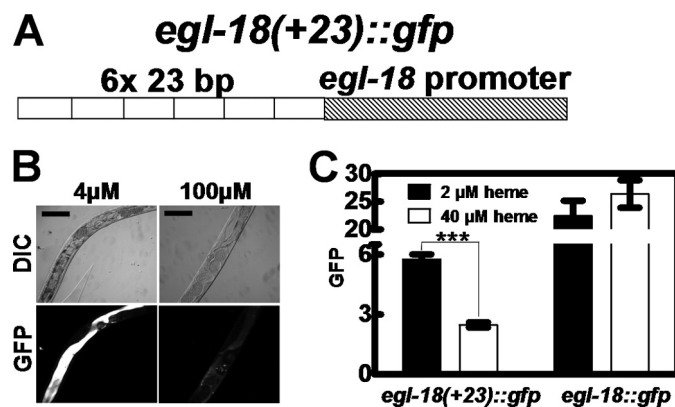 A
egl-18(+23)::gfp
6x 23 bp egl-18 promoter
B
4µM 100µM
DIC
GFP
C
30
25
20
6
3
0
GFP
2 µM heme
40 µM heme
***
egl-18(+23)::gfp egl-18::gfp